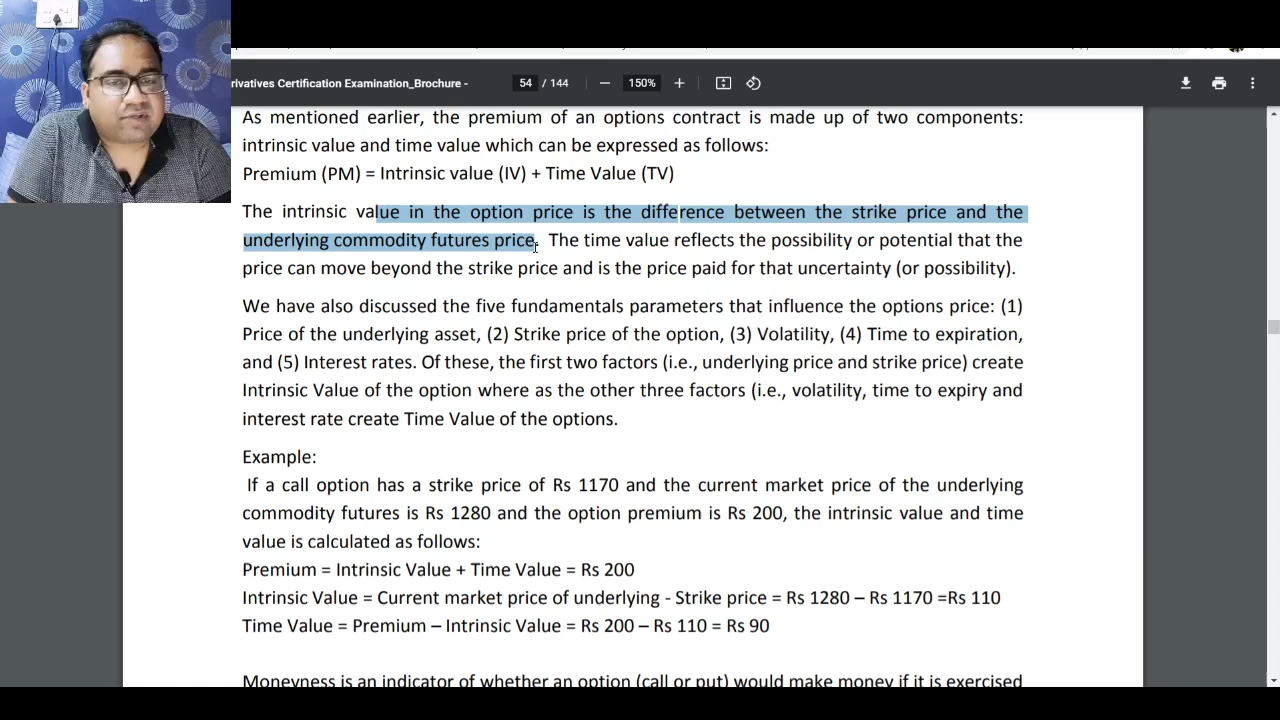 rivatives Certification Examination_Brochure -
54 / 144
150%
As mentioned earlier, the premium of an options contract is made up of two components:
intrinsic value and time value which can be expressed as follows:
Premium (PM) = Intrinsic value (IV) + Time Value (TV)
The intrinsic value in the option price is the difference between the strike price and the
underlying commodity futures price. The time value reflects the possibility or potential that the
price can move beyond the strike price and is the price paid for that uncertainty (or possibility).
We have also discussed the five fundamentals parameters that influence the options price: (1)
Price of the underlying asset, (2) Strike price of the option, (3) Volatility, (4) Time to expiration,
and (5) Interest rates. Of these, the first two factors (i.e., underlying price and strike price) create
Intrinsic Value of the option where as the other three factors (i.e., volatility, time to expiry and
interest rate create Time Value of the options.
Example:
If a call option has a strike price of Rs 1170 and the current market price of the underlying
commodity futures is Rs 1280 and the option premium is Rs 200, the intrinsic value and time
value is calculated as follows:
Premium = Intrinsic Value + Time Value = Rs 200
Intrinsic Value = Current market price of underlying - Strike price = Rs 1280 – Rs 1170 =Rs 110
Time Value = Premium – Intrinsic Value = Rs 200 – Rs 110 = Rs 90
Moneyness is an indicator of whether an option (call or put) would make money if it is exercised